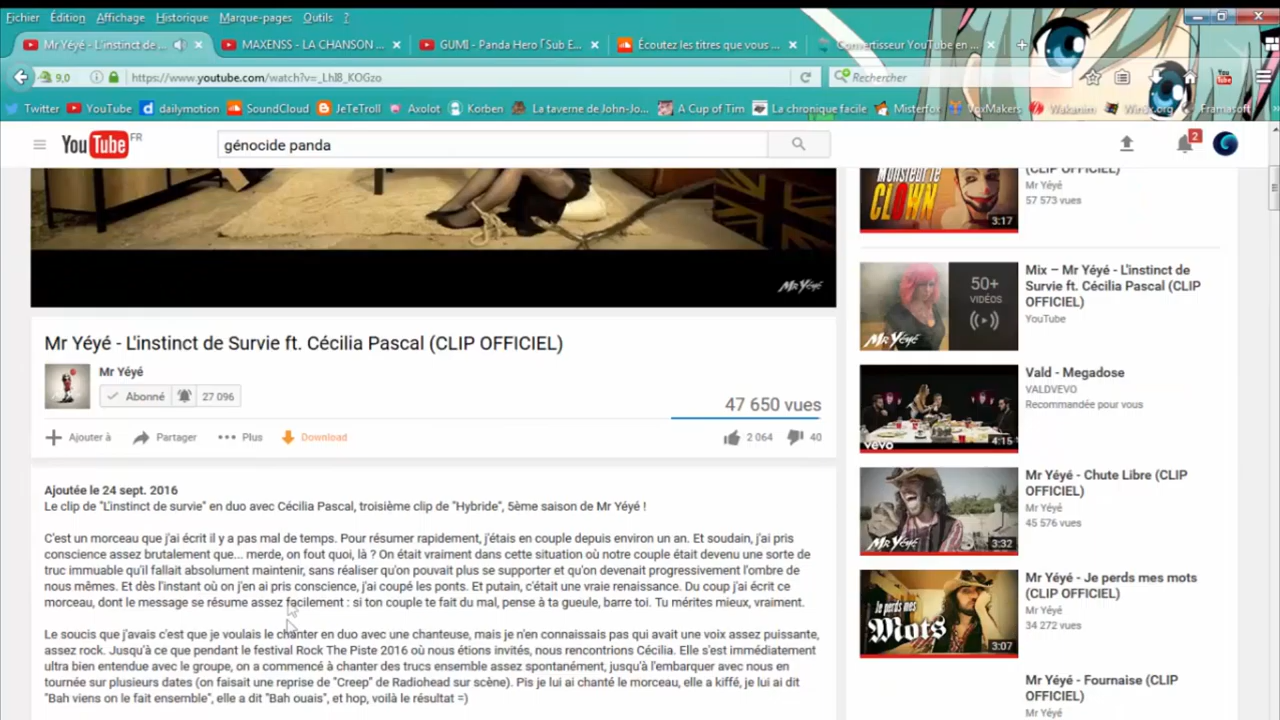 Fichier Édition Affichage Historique Marque-pages Outils ?
Mr Yéyé - L'instinct de...
MAXENSS - LA CHANSON ...
GUMI - Panda Hero「Sub E...
Écoutez les titres que vous ...
Convertisseur YouTube en ...
9,0
https://www.youtube.com/watch?v=_LhI8_KOGzo
Rechercher
Twitter YouTube dailymotion SoundCloud JeTeTroll Axolot Korben La taverne de John-Jo... A Cup of Tim La chronique facile Misterfox VoxMakers Wakanim Win3x.org Framasoft
YouTube FR
génocide panda
2
Mr Yéyé
Mr Yéyé - L'instinct de Survie ft. Cécilia Pascal (CLIP OFFICIEL)
Mr Yéyé
Abonné 27 096
47 650 vues
Ajouter à Partager Plus Download
2 064 40
Ajoutée le 24 sept. 2016
Le clip de "L'instinct de survie" en duo avec Cécilia Pascal, troisième clip de "Hybride", 5ème saison de Mr Yéyé !
C'est un morceau que j'ai écrit il y a pas mal de temps. Pour résumer rapidement, j'étais en couple depuis environ un an. Et soudain, j'ai pris
conscience assez brutalement que... merde, on fout quoi, là ? On était vraiment dans cette situation où notre couple était devenu une sorte de
truc immuable qu'il fallait absolument maintenir, sans réaliser qu'on pouvait plus se supporter et qu'on devenait progressivement l'ombre de
nous mêmes. Et dès l'instant où on j'en ai pris conscience, j'ai coupé les ponts. Et putain, c'était une vraie renaissance. Du coup j'ai écrit ce
morceau, dont le message se résume assez facilement : si ton couple te fait du mal, pense à ta gueule, barre toi. Tu mérites mieux, vraiment.
Le soucis que j'avais c'est que je voulais le chanter en duo avec une chanteuse, mais je n'en connaissais pas qui avait une voix assez puissante,
assez rock. Jusqu'à ce que pendant le festival Rock The Piste 2016 où nous étions invités, nous rencontrions Cécilia. Elle s'est immédiatement
ultra bien entendue avec le groupe, on a commencé à chanter des trucs ensemble assez spontanément, jusqu'à l'embarquer avec nous en
tournée sur plusieurs dates (on faisait une reprise de "Creep" de Radiohead sur scène). Pis je lui ai chanté le morceau, elle a kiffé, je lui ai dit
"Bah viens on le fait ensemble", elle a dit "Bah ouais", et hop, voilà le résultat =)
Monsieur le
CLOWN
3:17
OFFICIEL)
Mr Yéyé
57 573 vues
50+
VIDÉOS
Mr Yéyé
Mix – Mr Yéyé - L'instinct de
Survie ft. Cécilia Pascal (CLIP
OFFICIEL)
YouTube
vevo
4:15
Vald - Megadose
VALDVEVO
Recommandée pour vous
Mr Yéyé
3:32
Mr Yéyé - Chute Libre (CLIP
OFFICIEL)
Mr Yéyé
45 576 vues
Je perds mes
Mots
3:07
Mr Yéyé - Je perds mes mots
(CLIP OFFICIEL)
Mr Yéyé
34 272 vues
Mr Yéyé - Fournaise (CLIP
OFFICIEL)
Mr Yéyé